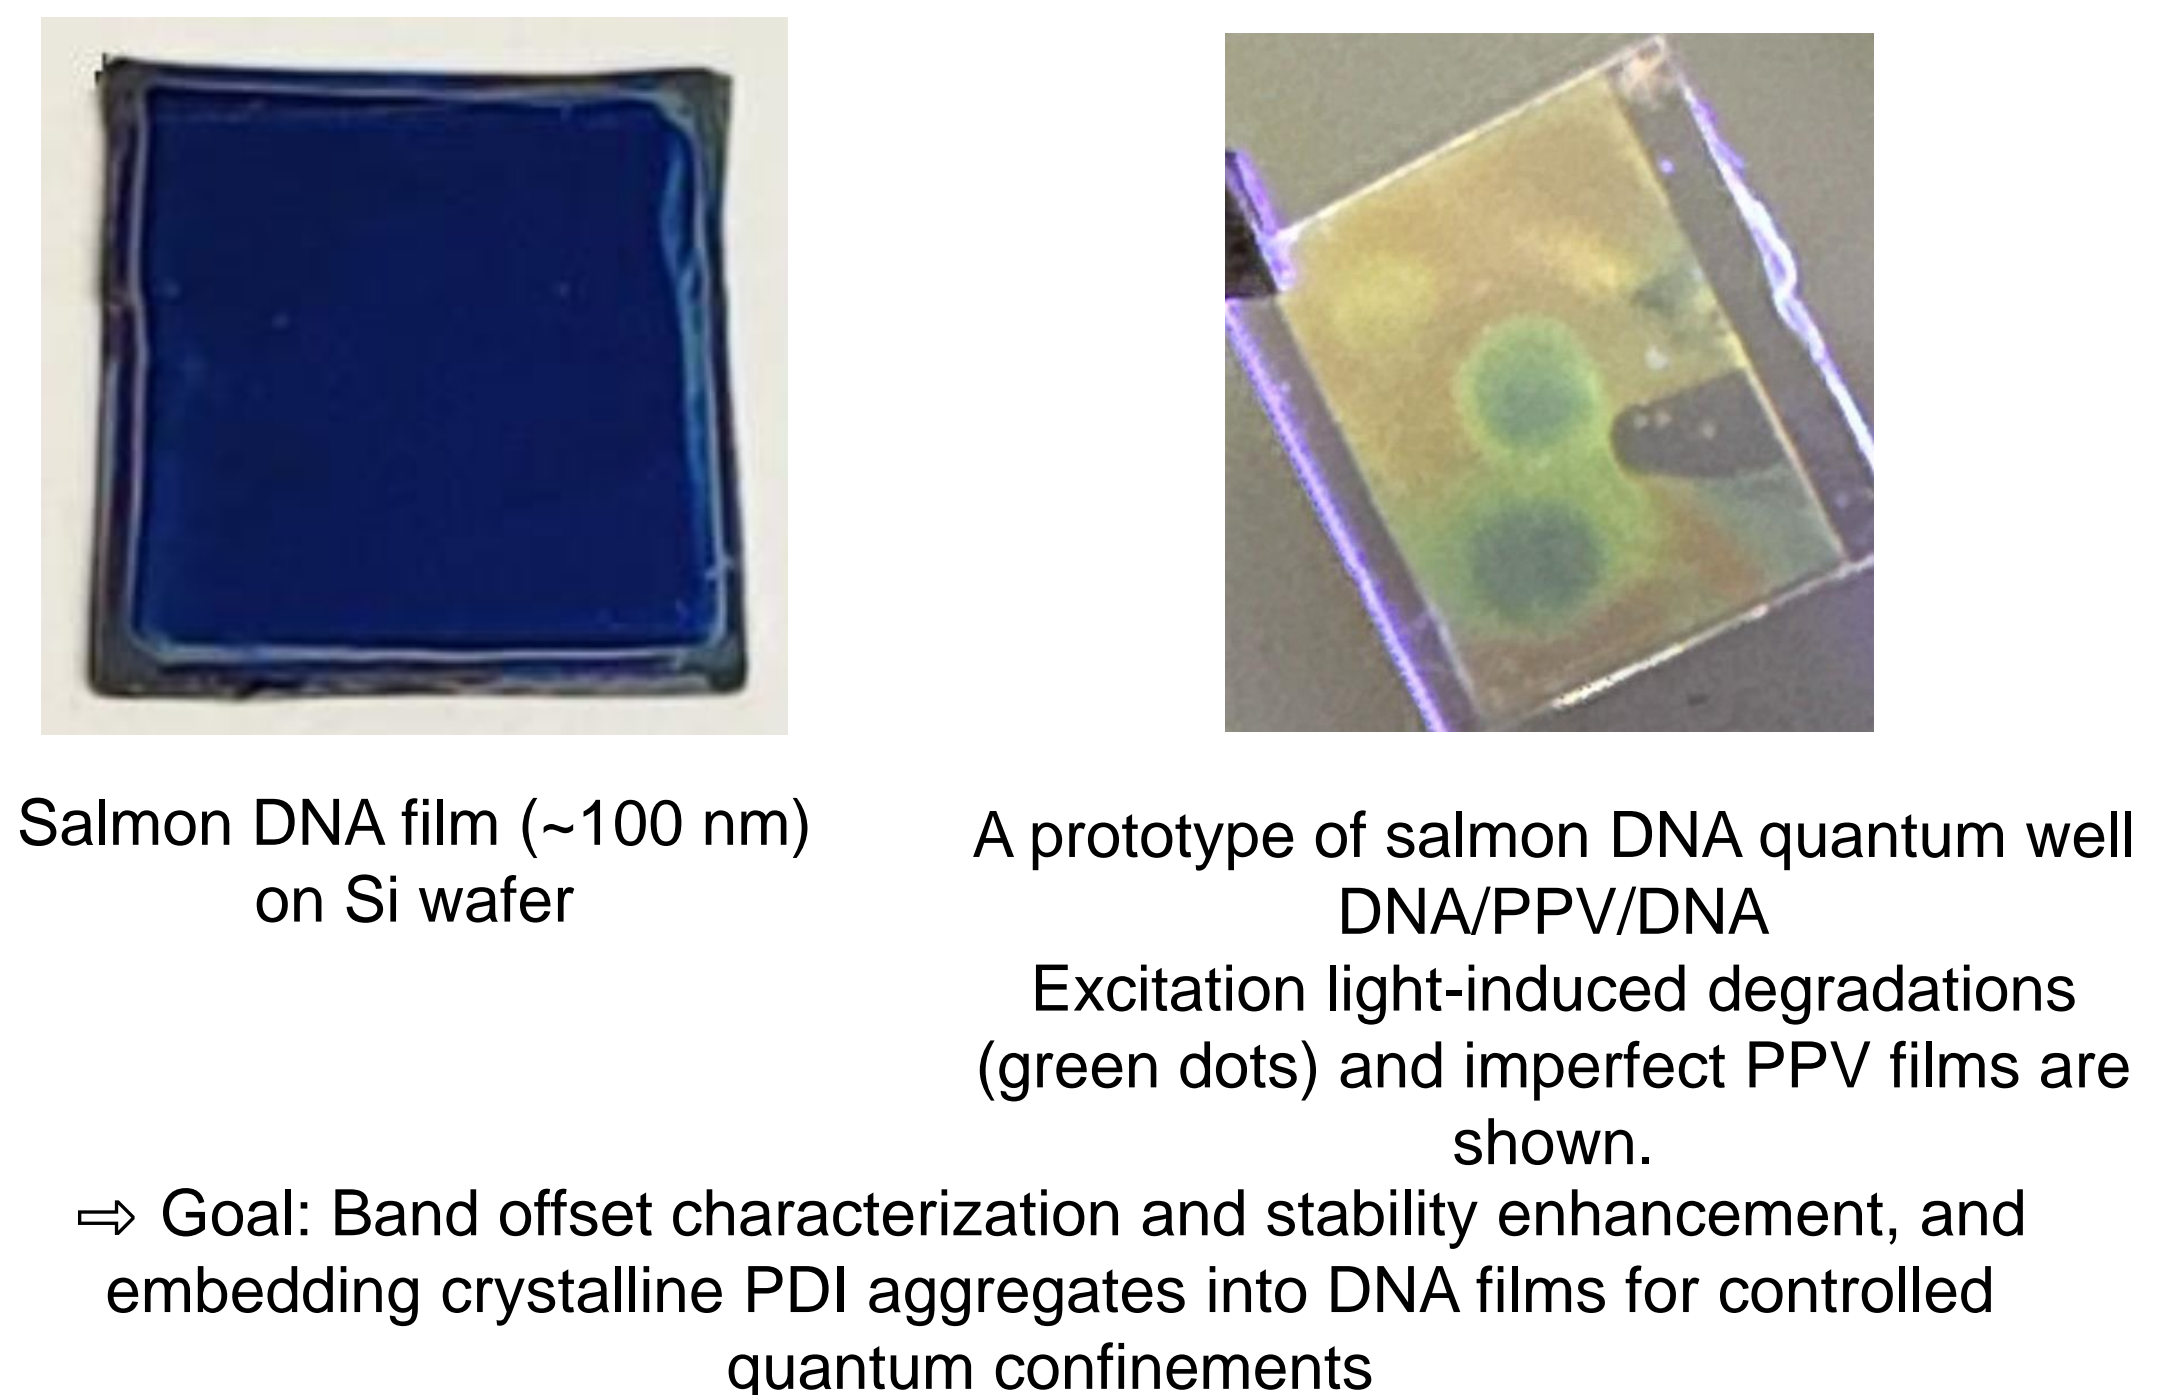 Salmon DNA film (~100 nm)
on Si wafer
A prototype of salmon DNA quantum well
DNA/PPV/DNA
Excitation light-induced degradations
(green dots) and imperfect PPV films are
shown.
⇨ Goal: Band offset characterization and stability enhancement, and
embedding crystalline PDI aggregates into DNA films for controlled
quantum confinements